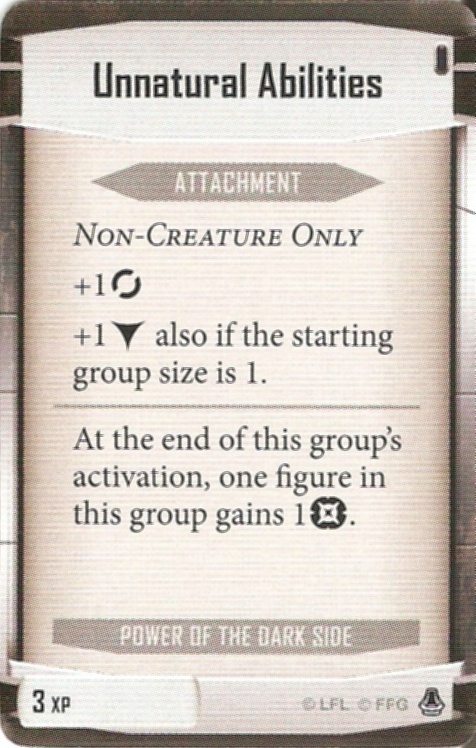 Unnatural Abilities
ATTACHMENT
NON-CREATURE ONLY
+1
+1 also if the starting
group size is 1.
At the end of this group's
activation, one figure in
this group gains 1 .
POWER OF THE DARK SIDE
3 XP
© LFL © FFG